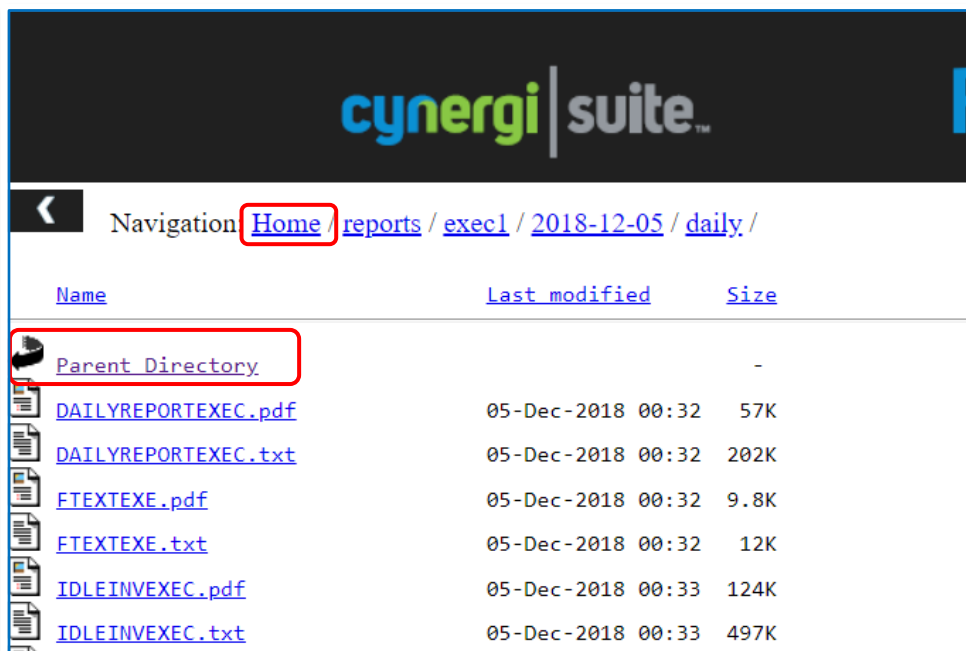 cynergi suite™
Navigation: Home / reports / exec1 / 2018-12-05 / daily /
Name Last modified Size
Parent Directory -
DAILYREPORTEXEC.pdf 05-Dec-2018 00:32 57K
DAILYREPORTEXEC.txt 05-Dec-2018 00:32 202K
FTEXTEXE.pdf 05-Dec-2018 00:32 9.8K
FTEXTEXE.txt 05-Dec-2018 00:32 12K
IDLEINVEXEC.pdf 05-Dec-2018 00:33 124K
IDLEINVEXEC.txt 05-Dec-2018 00:33 497K